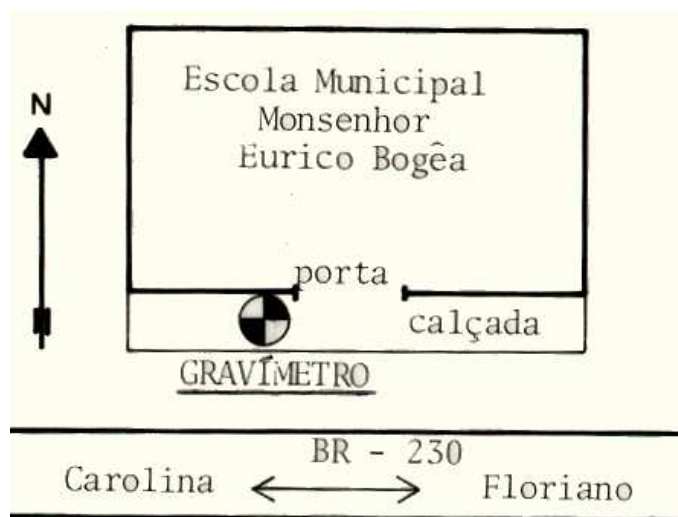 Escola Municipal
Monsenhor
Eurico Bogêa
N
porta
calçada
GRAVÍMETRO
BR - 230
Carolina
Floriano